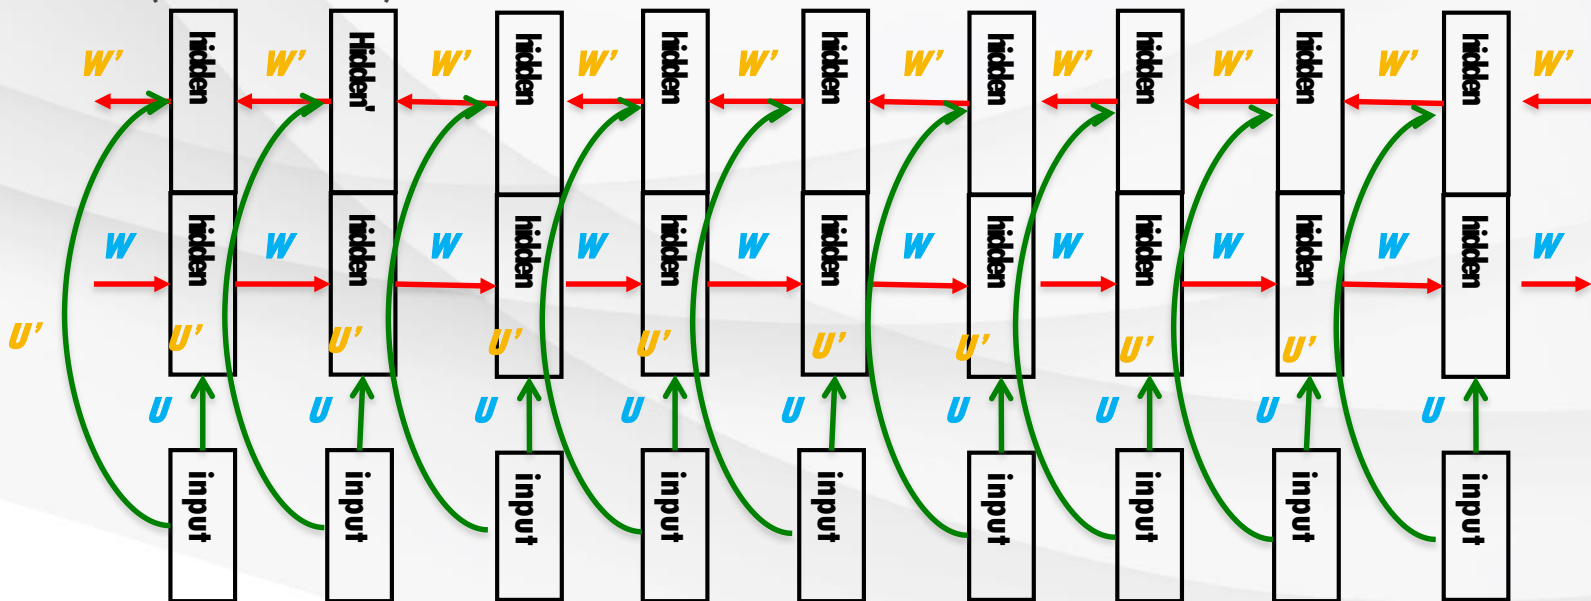 W' hidden W' Hidden" W' hidden W' hidden W' hidden W' hidden W' hidden W' hidden W' hidden W'
W hidden W hidden W hidden W hidden W hidden W hidden W hidden W hidden W hidden W
U' U' U' U' U' U' U' U' U'
U U U U U U U U U
input input input input input input input input input